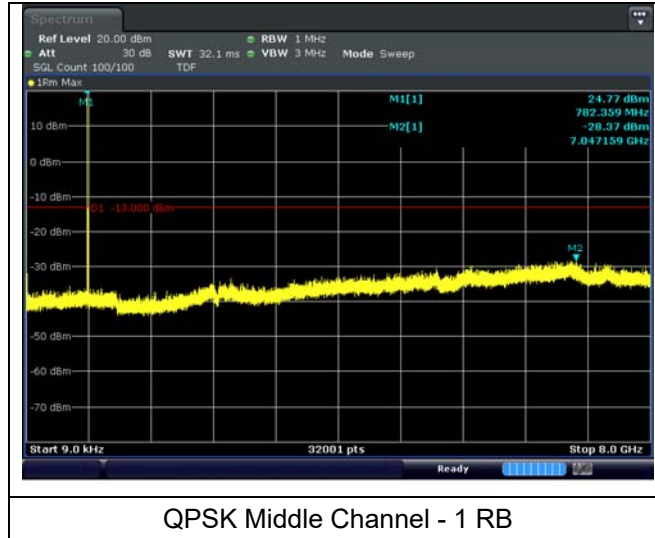 Spectrum
Ref Level 20.00 dBm RBW 1 MHz
Att 30 dB SWT 32.1 ms VBW 3 MHz Mode Sweep
SGL Count 100/100 TDF
1Rm Max
M1 M1[1] 24.77 dBm
782.359 MHz
10 dBm M2[1] -28.37 dBm
7.047159 GHz
0 dBm
-10 dBm
D1 -13.000 dBm
-20 dBm
M2
-30 dBm
-50 dBm
-60 dBm
-70 dBm
Start 9.0 kHz 32001 pts Stop 8.0 GHz
Ready
QPSK Middle Channel - 1 RB